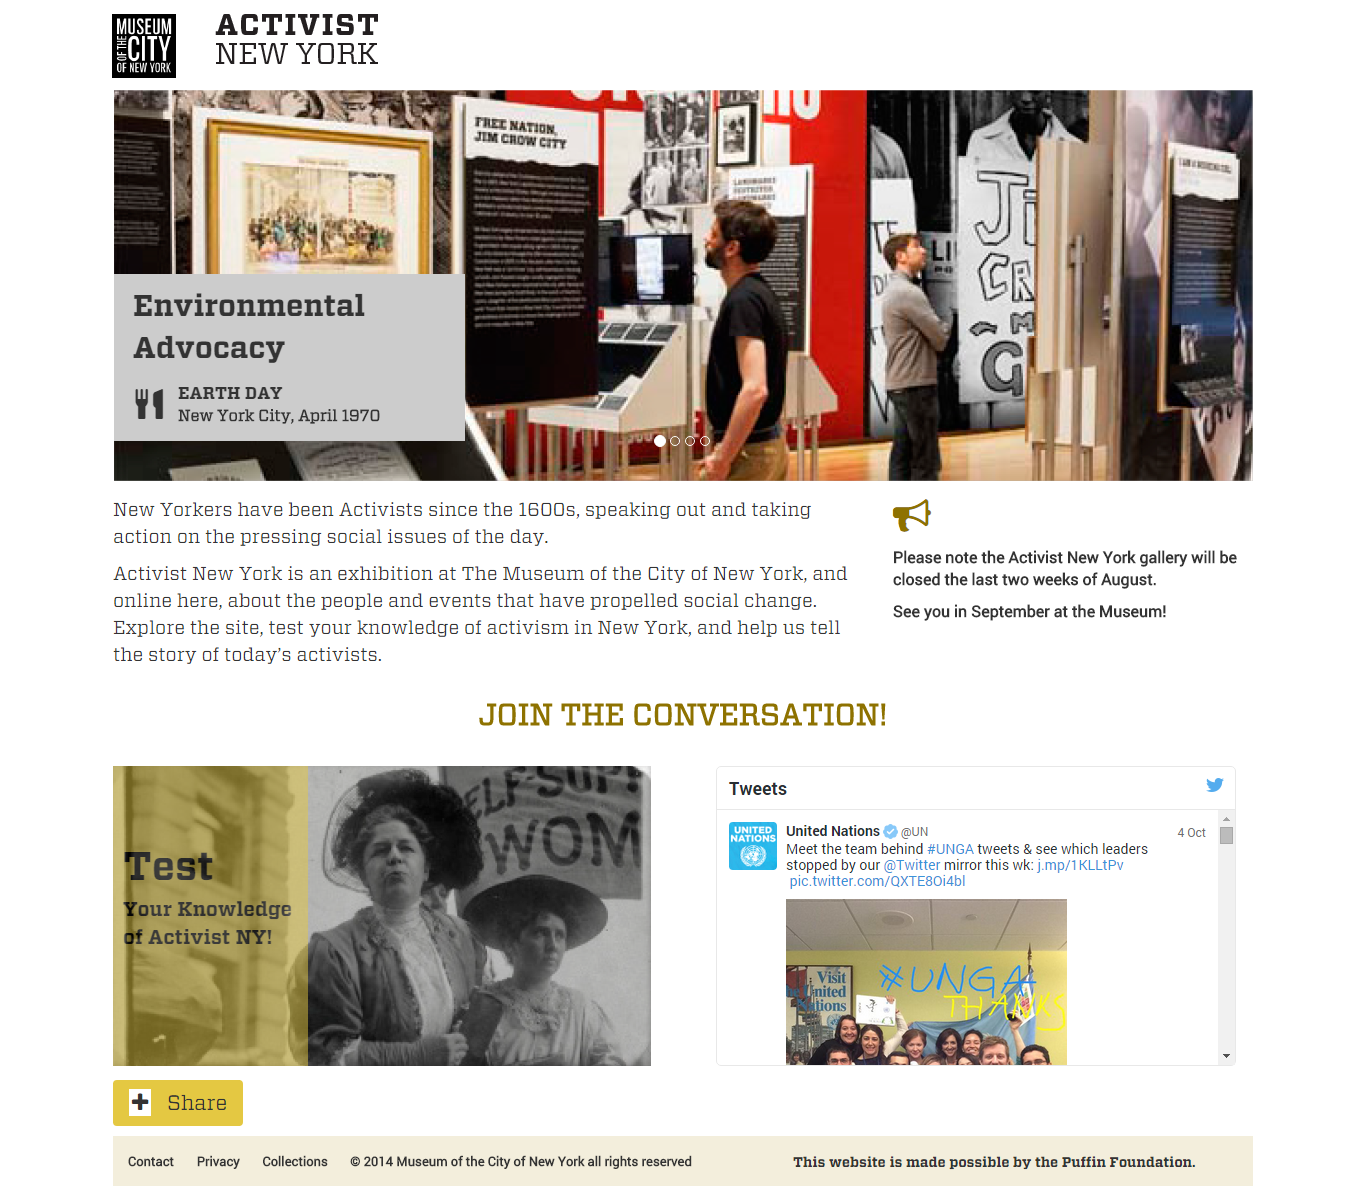 MUSEUM
OF THE CITY
OF NEW YORK
ACTIVIST
NEW YORK
FREE NATION,
JIM CROW CITY
LANDMARKS
Environmental
Advocacy
EARTH DAY
New York City, April 1970
New Yorkers have been Activists since the 1600s, speaking out and taking
action on the pressing social issues of the day.
Activist New York is an exhibition at The Museum of the City of New York, and
online here, about the people and events that have propelled social change.
Explore the site, test your knowledge of activism in New York, and help us tell
the story of today’s activists.
Please note the Activist New York gallery will be
closed the last two weeks of August.
See you in September at the Museum!
JOIN THE CONVERSATION!
WOM
Test
Your Knowledge
of Activist NY!
Tweets
UNITED
NATIONS
United Nations @UN 4 Oct
Meet the team behind #UNGA tweets & see which leaders
stopped by our @Twitter mirror this wk: j.mp/1KLLtPv
pic.twitter.com/QXTE8Oi4bl
Visit
United
Nations
#UNGA
THANKS
Share
Contact Privacy Collections © 2014 Museum of the City of New York all rights reserved
This website is made possible by the Puffin Foundation.